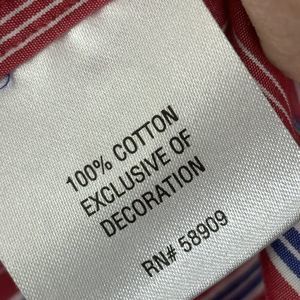 100% COTTON
EXCLUSIVE OF
DECORATION
RN# 58909